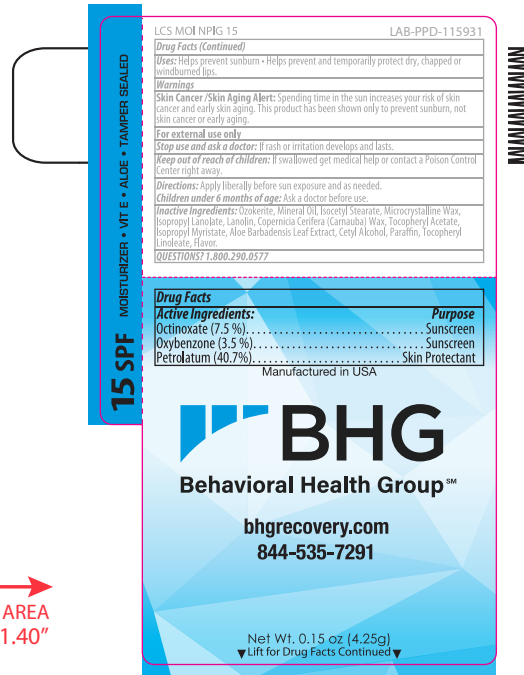 LCS MOI NPIG 15 LAB-PPD-115931
Drug Facts (Continued)
Uses: Helps prevent sunburn • Helps prevent and temporarily protect dry, chapped or
windburned lips.
Warnings
Skin Cancer /Skin Aging Alert: Spending time in the sun increases your risk of skin
cancer and early skin aging. This product has been shown only to prevent sunburn, not
skin cancer or early aging.
For external use only
Stop use and ask a doctor: If rash or irritation develops and lasts.
Keep out of reach of children: If swallowed get medical help or contact a Poison Control
Center right away.
Directions: Apply liberally before sun exposure and as needed.
Children under 6 months of age: Ask a doctor before use.
Inactive Ingredients: Ozokerite, Mineral Oil, Isocetyl Stearate, Microcrystalline Wax,
Isopropyl Lanolate, Lanolin, Copernicia Cerifera (Carnauba) Wax, Tocopheryl Acetate,
Isopropyl Myristate, Aloe Barbadensis Leaf Extract, Cetyl Alcohol, Paraffin, Tocopheryl
Linoleate, Flavor.
QUESTIONS? 1.800.290.0577
15 SPF MOISTURIZER • VIT E • ALOE • TAMPER SEALED
Drug Facts
Active Ingredients: Purpose
Octinoxate (7.5 %)................................Sunscreen
Oxybenzone (3.5 %)...............................Sunscreen
Petrolatum (40.7%)...........................Skin Protectant
Manufactured in USA
BHG
Behavioral Health Group℠
bhgrecovery.com
844-535-7291
Net Wt. 0.15 oz (4.25g)
▼Lift for Drug Facts Continued▼
AREA
1.40”